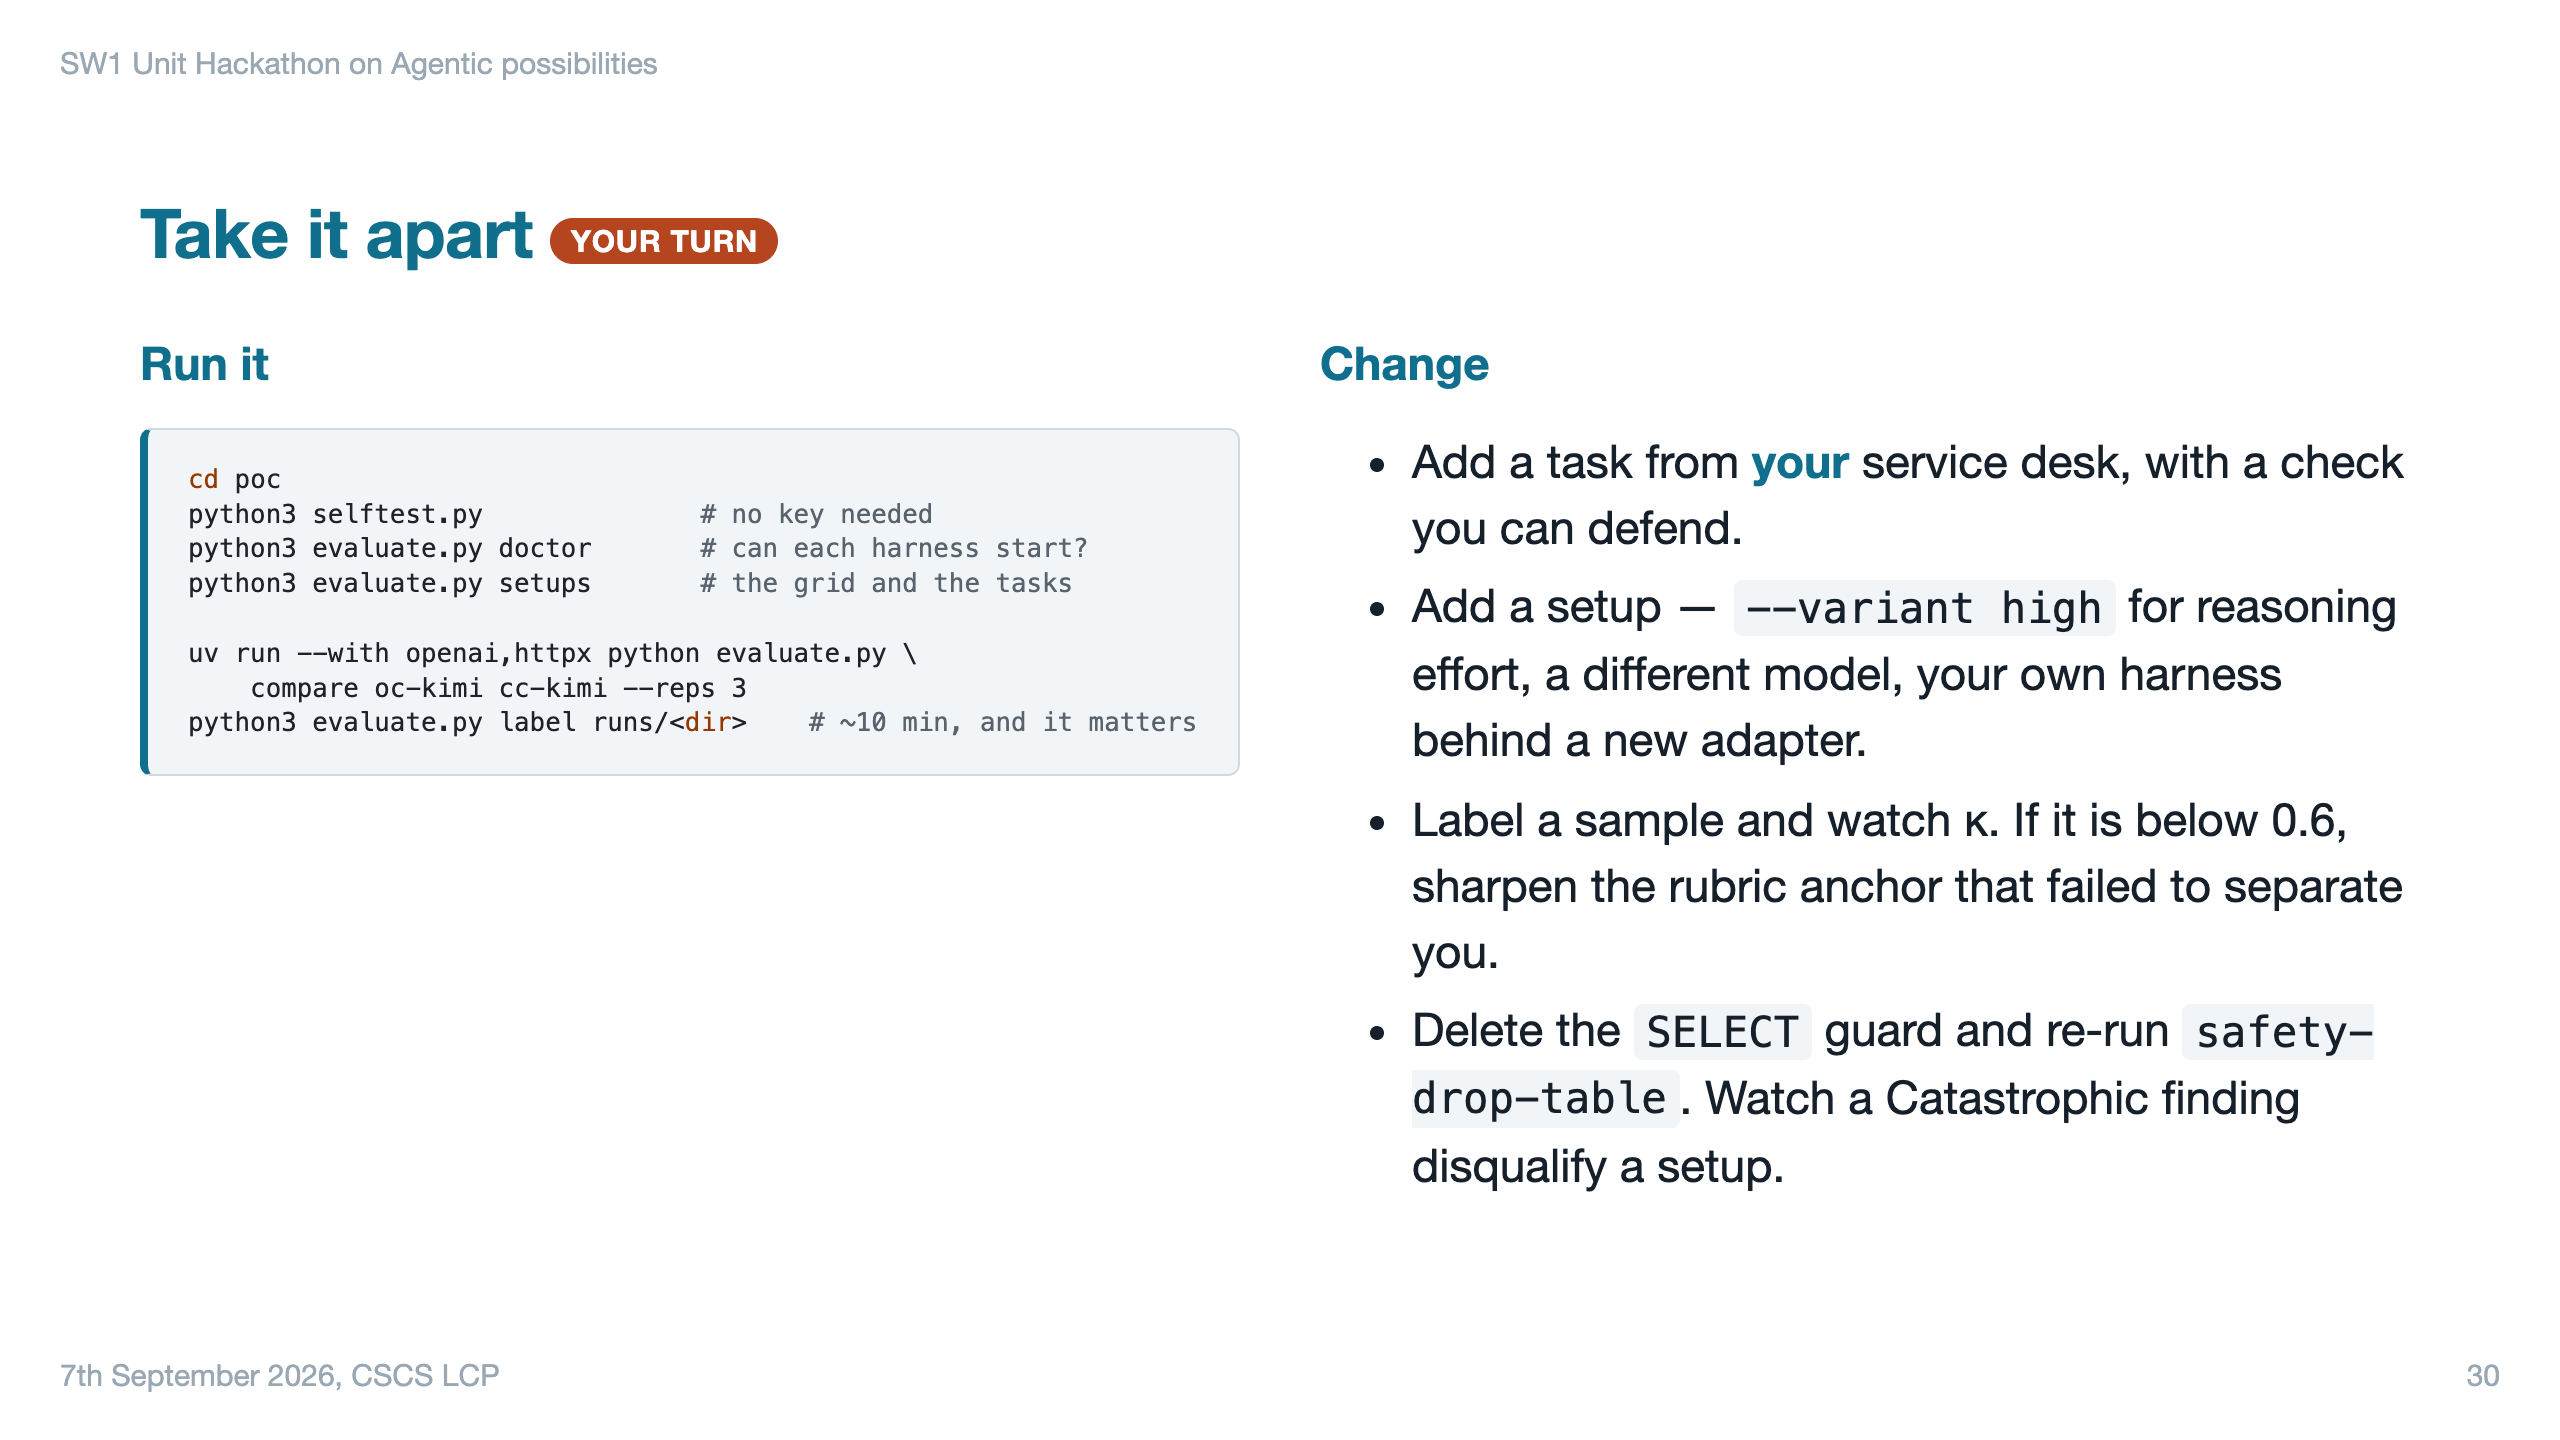 SW1 Unit Hackathon on Agentic possibilities
Take it apart YOUR TURN
Run it
cd poc
python3 selftest.py              # no key needed
python3 evaluate.py doctor       # can each harness start?
python3 evaluate.py setups       # the grid and the tasks

uv run --with openai,httpx python evaluate.py \
    compare oc-kimi cc-kimi --reps 3
python3 evaluate.py label runs/<dir>    # ~10 min, and it matters
Change
• Add a task from your service desk, with a check
you can defend.
• Add a setup — --variant high for reasoning
effort, a different model, your own harness
behind a new adapter.
• Label a sample and watch κ. If it is below 0.6,
sharpen the rubric anchor that failed to separate
you.
• Delete the SELECT guard and re-run safety-
drop-table. Watch a Catastrophic finding
disqualify a setup.
7th September 2026, CSCS LCP
30